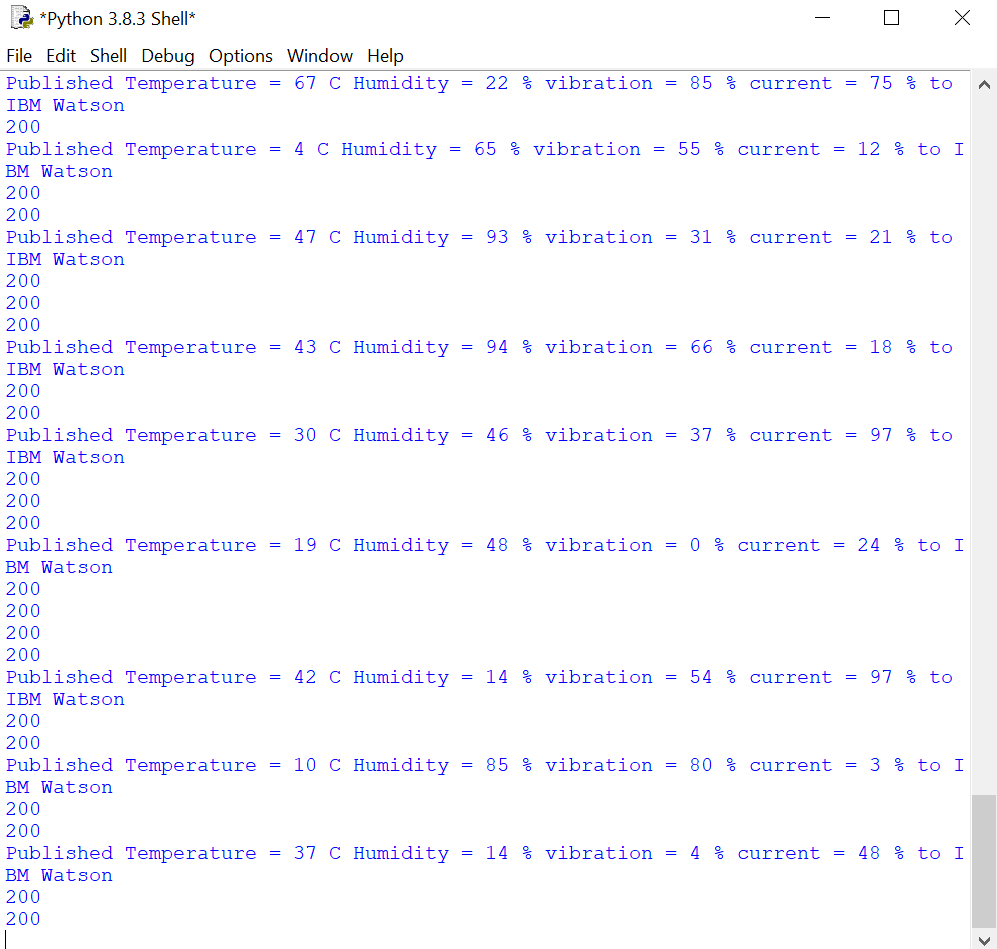 *Python 3.8.3 Shell*
File Edit Shell Debug Options Window Help
Published Temperature = 67 C Humidity = 22 % vibration = 85 % current = 75 % to
IBM Watson
200
Published Temperature = 4 C Humidity = 65 % vibration = 55 % current = 12 % to I
BM Watson
200
200
Published Temperature = 47 C Humidity = 93 % vibration = 31 % current = 21 % to
IBM Watson
200
200
200
Published Temperature = 43 C Humidity = 94 % vibration = 66 % current = 18 % to
IBM Watson
200
200
Published Temperature = 30 C Humidity = 46 % vibration = 37 % current = 97 % to
IBM Watson
200
200
200
Published Temperature = 19 C Humidity = 48 % vibration = 0 % current = 24 % to I
BM Watson
200
200
200
200
Published Temperature = 42 C Humidity = 14 % vibration = 54 % current = 97 % to
IBM Watson
200
200
Published Temperature = 10 C Humidity = 85 % vibration = 80 % current = 3 % to I
BM Watson
200
200
Published Temperature = 37 C Humidity = 14 % vibration = 4 % current = 48 % to I
BM Watson
200
200